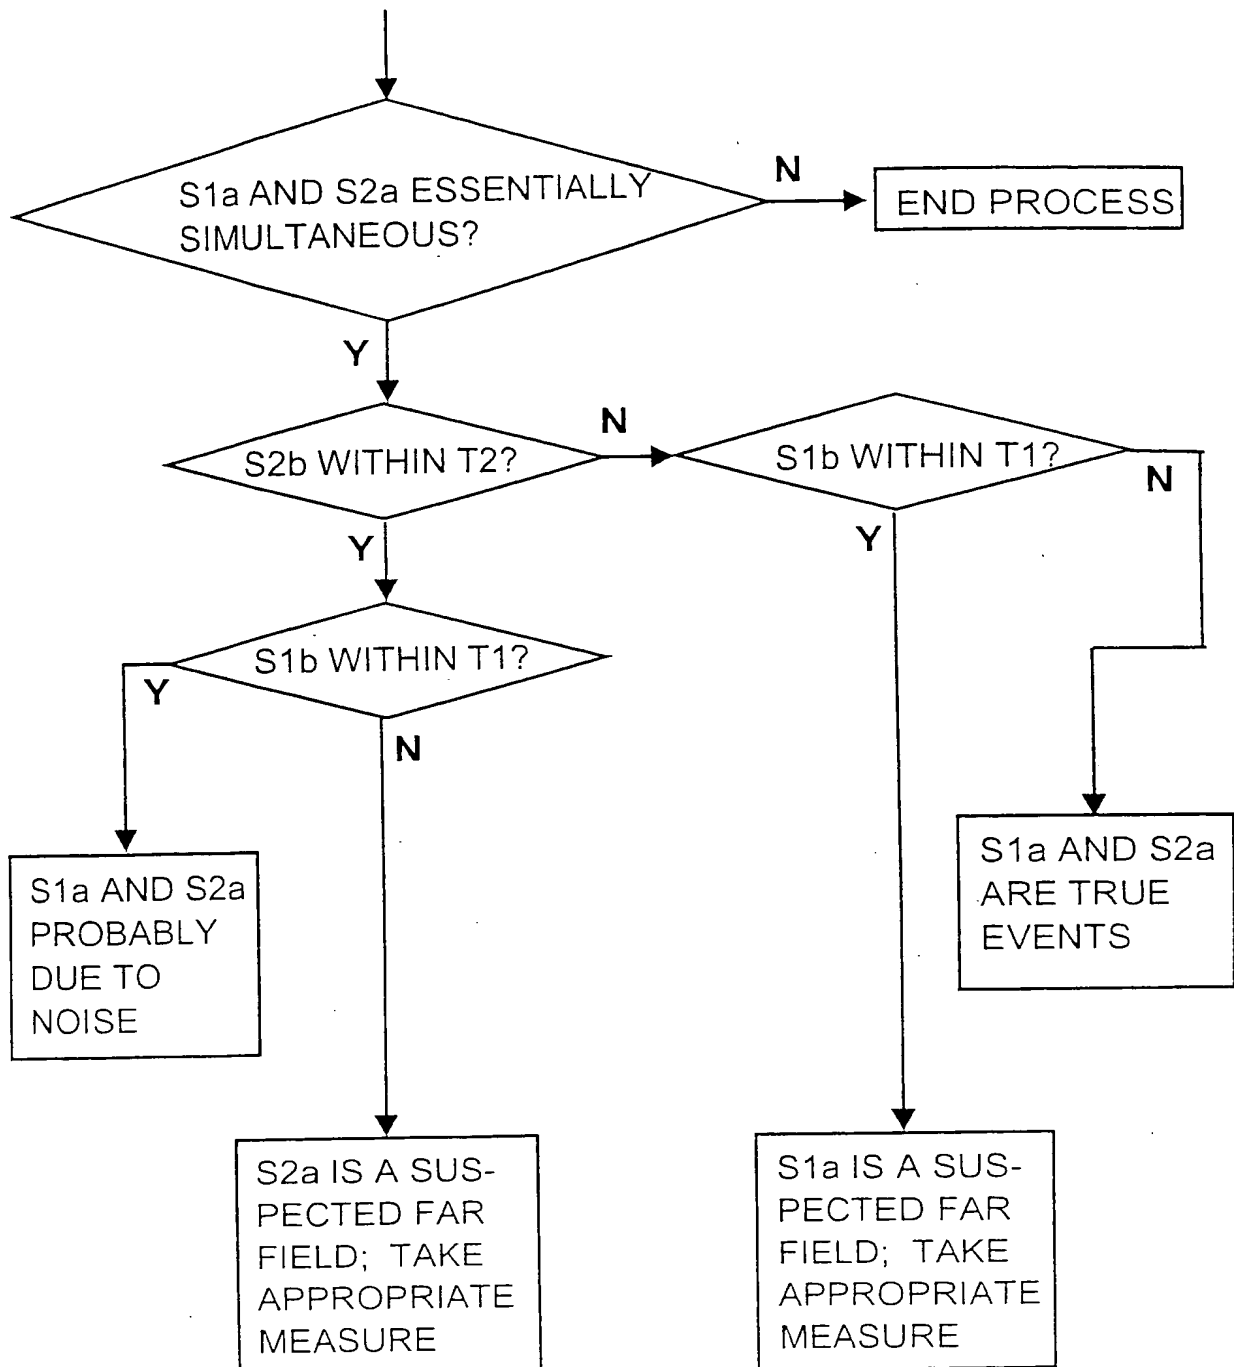 S1a AND S2a ESSENTIALLY
SIMULTANEOUS?
N
END PROCESS
Y
S2b WITHIN T2?
N
S1b WITHIN T1?
N
Y
Y
S1b WITHIN T1?
Y
N
S1a AND S2a
PROBABLY
DUE TO
NOISE
S1a AND S2a
ARE TRUE
EVENTS
S2a IS A SUS-
PECTED FAR
FIELD; TAKE
APPROPRIATE
MEASURE
S1a IS A SUS-
PECTED FAR
FIELD; TAKE
APPROPRIATE
MEASURE